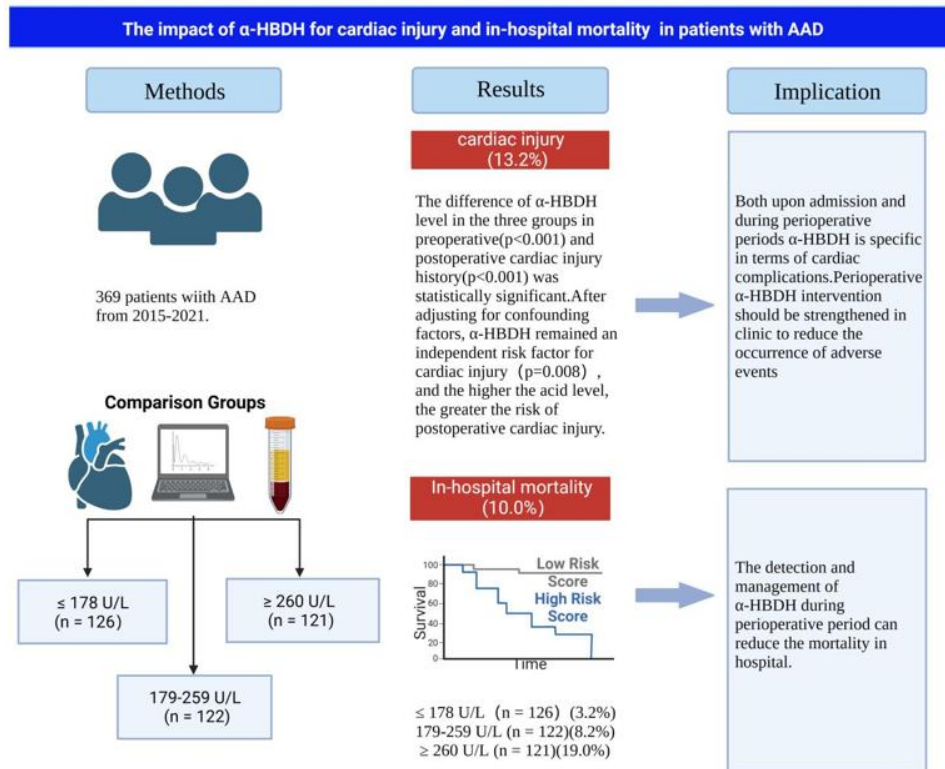 The impact of α-HBDH for cardiac injury and in-hospital mortality in patients with AAD
Methods
369 patients wiith AAD
from 2015-2021.
Comparison Groups
≤ 178 U/L
(n = 126)
≥ 260 U/L
(n = 121)
179-259 U/L
(n = 122)
Results
cardiac injury
(13.2%)
The difference of α-HBDH
level in the three groups in
preoperative(p<0.001) and
postoperative cardiac injury
history(p<0.001) was
statistically significant.After
adjusting for confounding
factors, α-HBDH remained an
independent risk factor for
cardiac injury（p=0.008）,
and the higher the acid level,
the greater the risk of
postoperative cardiac injury.
In-hospital mortality
(10.0%)
Survival
100
80
60
40
20
0
Low Risk
Score
High Risk
Score
Time
≤ 178 U/L（n = 126）(3.2%)
179-259 U/L (n = 122)(8.2%)
≥ 260 U/L (n = 121)(19.0%)
Implication
Both upon admission and
during perioperative
periods α-HBDH is specific
in terms of cardiac
complications.Perioperative
α-HBDH intervention
should be strengthened in
clinic to reduce the
occurrence of adverse
events
The detection and
management of
α-HBDH during
perioperative period can
reduce the mortality in
hospital.